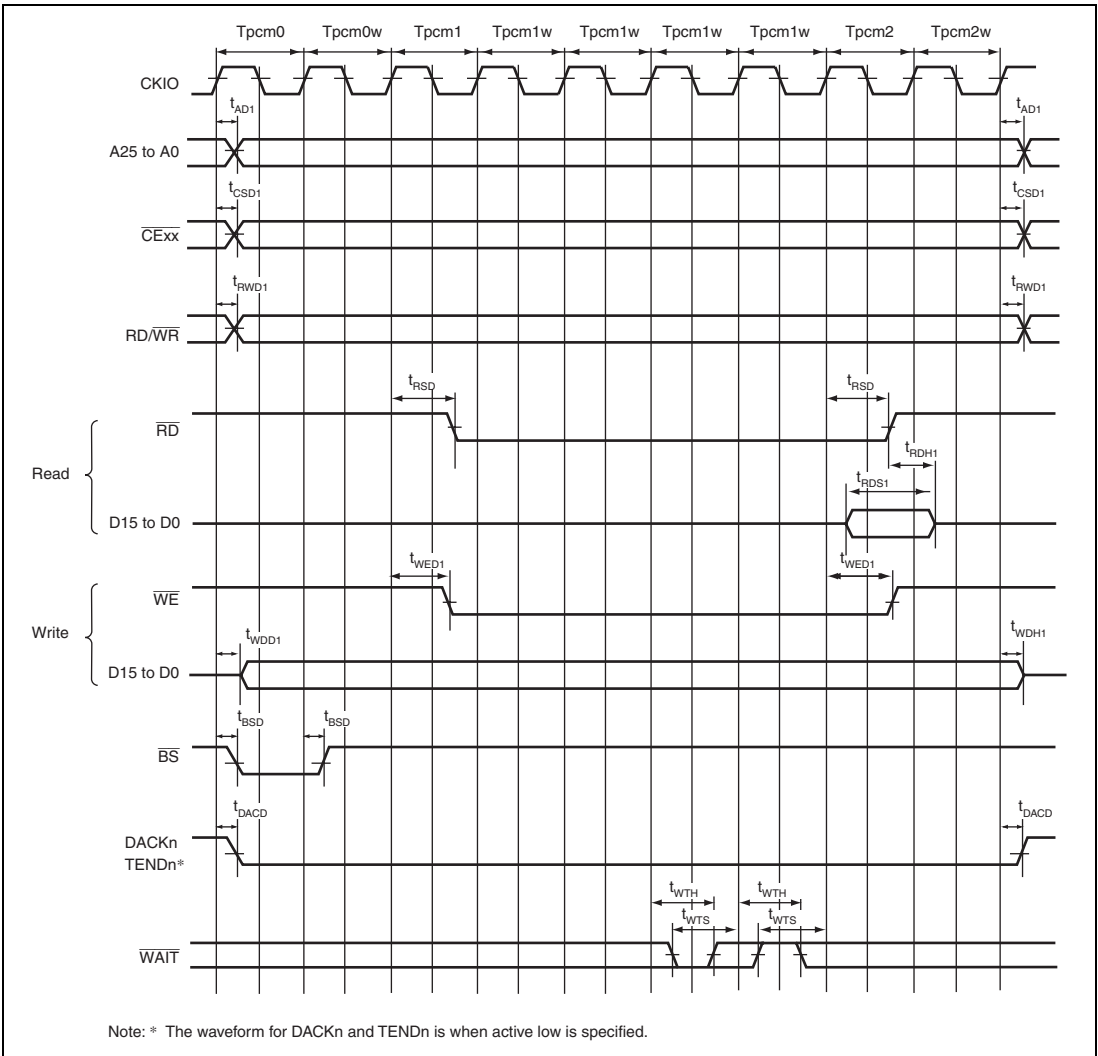 Tpcm0 Tpcm0w Tpcm1 Tpcm1w Tpcm1w Tpcm1w Tpcm1w Tpcm2 Tpcm2w
CKIO
tAD1 tAD1
A25 to A0
tCSD1 tCSD1
CExx
tRWD1 tRWD1
RD/WR
tRSD tRSD
RD
tRDH1
Read
tRDS1
D15 to D0
tWED1 tWED1
WE
Write
tWDD1 tWDH1
D15 to D0
tBSD tBSD
BS
tDACD tDACD
DACKn
TENDn*
tWTH tWTH
tWTS tWTS
WAIT
Note: * The waveform for DACKn and TENDn is when active low is specified.